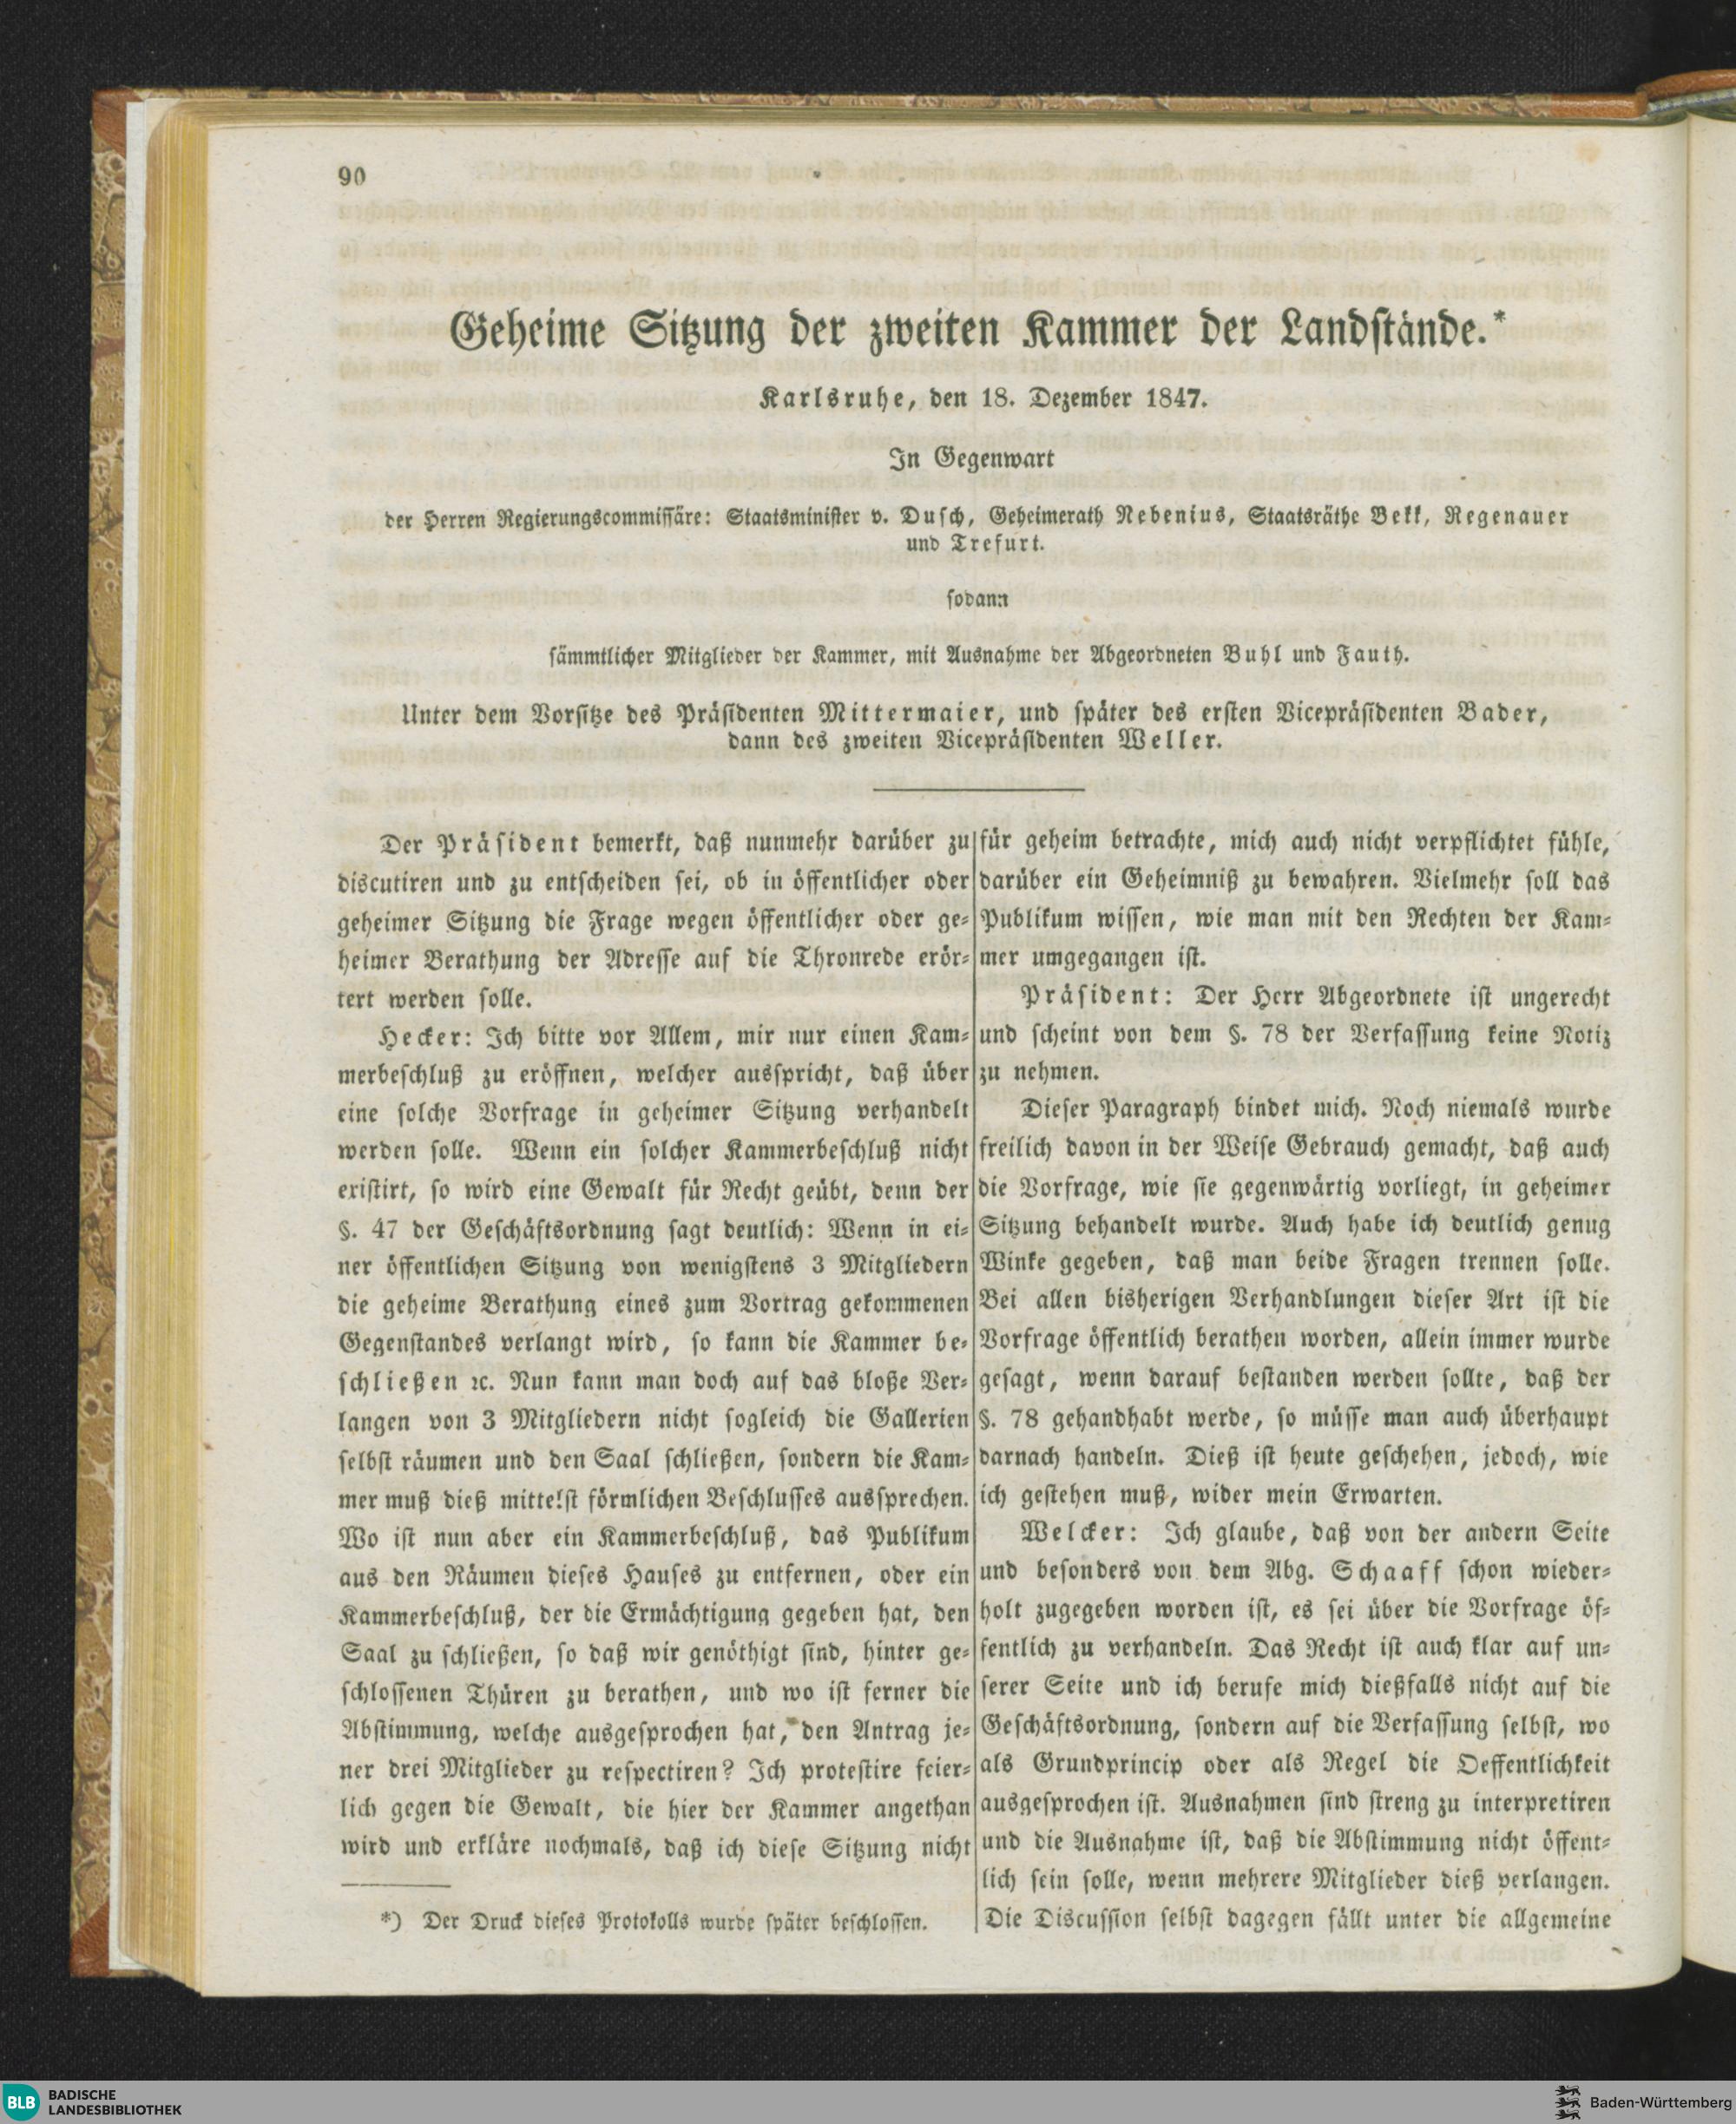 90
Geheime Sitzung der zweiten Kammer der Landstände.*
Karlsruhe, den 18. Dezember 1847.
In Gegenwart
der Herren Regierungscommissäre: Staatsminister v. Dusch, Geheimerath Nebenius, Staatsräthe Bekk, Regenauer
und Trefurt.
sodann
sämmtlicher Mitglieder der Kammer, mit Ausnahme der Abgeordneten Buhl und Fauth.
Unter dem Vorsitze des Präsidenten Mittermaier, und später des ersten Vicepräsidenten Bader,
dann des zweiten Vicepräsidenten Weller.
Der Präsident bemerkt, daß nunmehr darüber zu
discutiren und zu entscheiden sei, ob in öffentlicher oder
geheimer Sitzung die Frage wegen öffentlicher oder ge-
heimer Berathung der Adresse auf die Thronrede erör-
tert werden solle.
Hecker: Ich bitte vor Allem, mir nur einen Kam-
merbeschluß zu eröffnen, welcher ausspricht, daß über
eine solche Vorfrage in geheimer Sitzung verhandelt
werden solle. Wenn ein solcher Kammerbeschluß nicht
existirt, so wird eine Gewalt für Recht geübt, denn der
§. 47 der Geschäftsordnung sagt deutlich: Wenn in ei-
ner öffentlichen Sitzung von wenigstens 3 Mitgliedern
die geheime Berathung eines zum Vortrag gekommenen
Gegenstandes verlangt wird, so kann die Kammer be-
schließen ꝛc. Nun kann man doch auf das bloße Ver-
langen von 3 Mitgliedern nicht sogleich die Gallerien
selbst räumen und den Saal schließen, sondern die Kam-
mer muß dieß mittelst förmlichen Beschlusses aussprechen.
Wo ist nun aber ein Kammerbeschluß, das Publikum
aus den Räumen dieses Hauses zu entfernen, oder ein
Kammerbeschluß, der die Ermächtigung gegeben hat, den
Saal zu schließen, so daß wir genöthigt sind, hinter ge-
schlossenen Thüren zu berathen, und wo ist ferner die
Abstimmung, welche ausgesprochen hat, den Antrag je-
ner drei Mitglieder zu respectiren? Ich protestire feier-
lich gegen die Gewalt, die hier der Kammer angethan
wird und erkläre nochmals, daß ich diese Sitzung nicht
*) Der Druck dieses Protokolls wurde später beschlossen.
für geheim betrachte, mich auch nicht verpflichtet fühle,
darüber ein Geheimniß zu bewahren. Vielmehr soll das
Publikum wissen, wie man mit den Rechten der Kam-
mer umgegangen ist.
Präsident: Der Herr Abgeordnete ist ungerecht
und scheint von dem §. 78 der Verfassung keine Notiz
zu nehmen.
Dieser Paragraph bindet mich. Noch niemals wurde
freilich davon in der Weise Gebrauch gemacht, daß auch
die Vorfrage, wie sie gegenwärtig vorliegt, in geheimer
Sitzung behandelt wurde. Auch habe ich deutlich genug
Winke gegeben, daß man beide Fragen trennen solle.
Bei allen bisherigen Verhandlungen dieser Art ist die
Vorfrage öffentlich berathen worden, allein immer wurde
gesagt, wenn darauf bestanden werden sollte, daß der
§. 78 gehandhabt werde, so müsse man auch überhaupt
darnach handeln. Dieß ist heute geschehen, jedoch, wie
ich gestehen muß, wider mein Erwarten.
Welcker: Ich glaube, daß von der andern Seite
und besonders von dem Abg. Schaaff schon wieder-
holt zugegeben worden ist, es sei über die Vorfrage öf-
fentlich zu verhandeln. Das Recht ist auch klar auf un-
serer Seite und ich berufe mich dießfalls nicht auf die
Geschäftsordnung, sondern auf die Verfassung selbst, wo
als Grundprincip oder als Regel die Oeffentlichkeit
ausgesprochen ist. Ausnahmen sind streng zu interpretiren
und die Ausnahme ist, daß die Abstimmung nicht öffent-
lich sein solle, wenn mehrere Mitglieder dieß verlangen.
Die Discussion selbst dagegen fällt unter die allgemeine
BLB
BADISCHE
LANDESBIBLIOTHEK
Baden-Württemberg